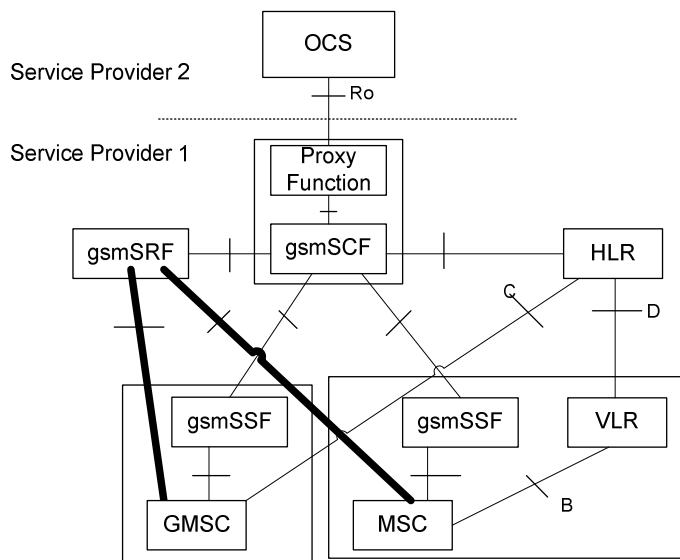 OCS
Service Provider 2
Ro
Service Provider 1
Proxy
Function
gsmSRF
gsmSCF
HLR
C
D
gsmSSF
gsmSSF
VLR
GMSC
MSC
B